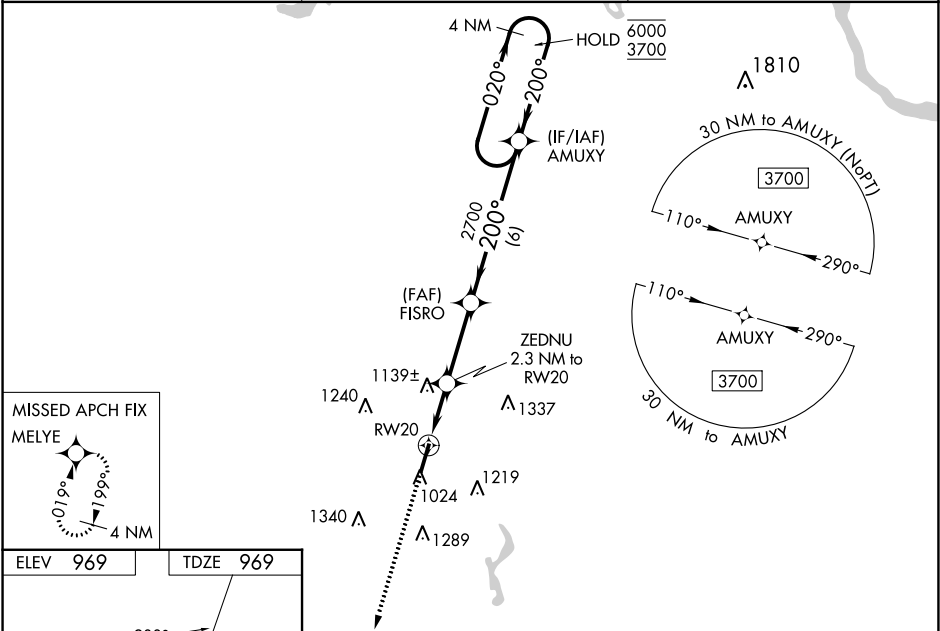 4 NM
HOLD 6000
3700
020°
200°
(IF/IAF)
AMUXY
2700
200°
(6)
(FAF)
FISRO
ZEDNU
2.3 NM to
RW20
1139±
1240
1337
RW20
1024
1219
1340
1289
1810
30 NM to AMUXY (NoPT)
3700
110°
AMUXY
290°
110°
AMUXY
290°
3700
30 NM to AMUXY
MISSED APCH FIX
MELYE
019°
199°
4 NM
ELEV 969
TDZE 969